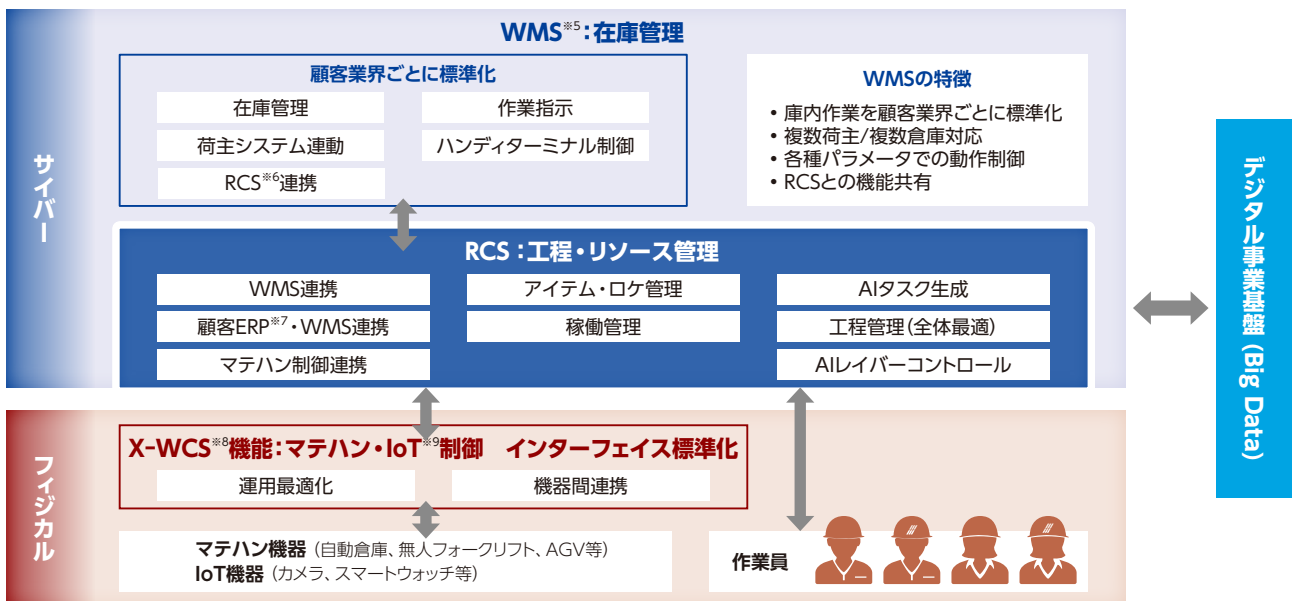 サイバー
WMS※5：在庫管理
顧客業界ごとに標準化
在庫管理
作業指示
荷主システム連動
ハンディターミナル制御
RCS※6連携
WMSの特徴
• 庫内作業を顧客業界ごとに標準化
• 複数荷主/複数倉庫対応
• 各種パラメータでの動作制御
• RCSとの機能共有
RCS：工程・リソース管理
WMS連携
アイテム・ロケ管理
AIタスク生成
顧客ERP※7・WMS連携
稼働管理
工程管理(全体最適)
マテハン制御連携
AIレイバーコントロール
フィジカル
X-WCS※8機能：マテハン・IoT※9制御　インターフェイス標準化
運用最適化
機器間連携
マテハン機器（自動倉庫、無人フォークリフト、AGV等）
IoT機器（カメラ、スマートウォッチ等）
作業員
デジタル事業基盤(Big Data)